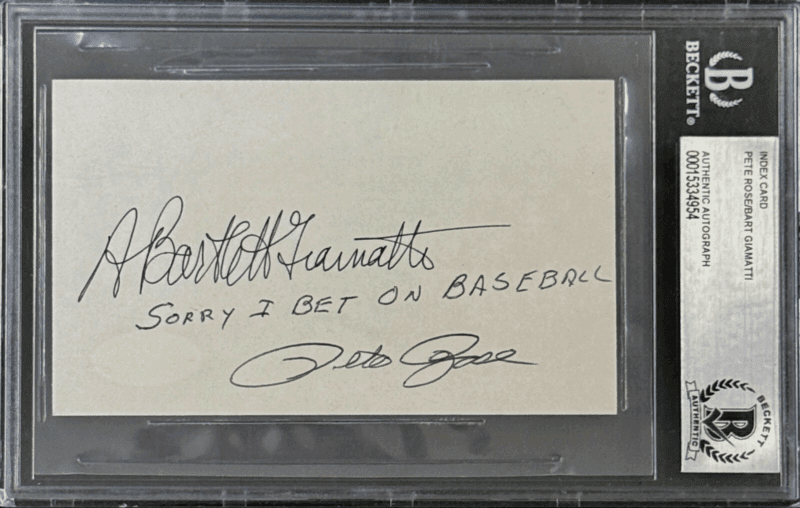 A Bartlett Giamatti
SORRY I BET ON BASEBALL
Pete Rose
BECKETT®
INDEX CARD
PETE ROSE/BART GIAMATTI
AUTHENTIC AUTOGRAPH
00015334954
BECKETT
AUTHENTIC